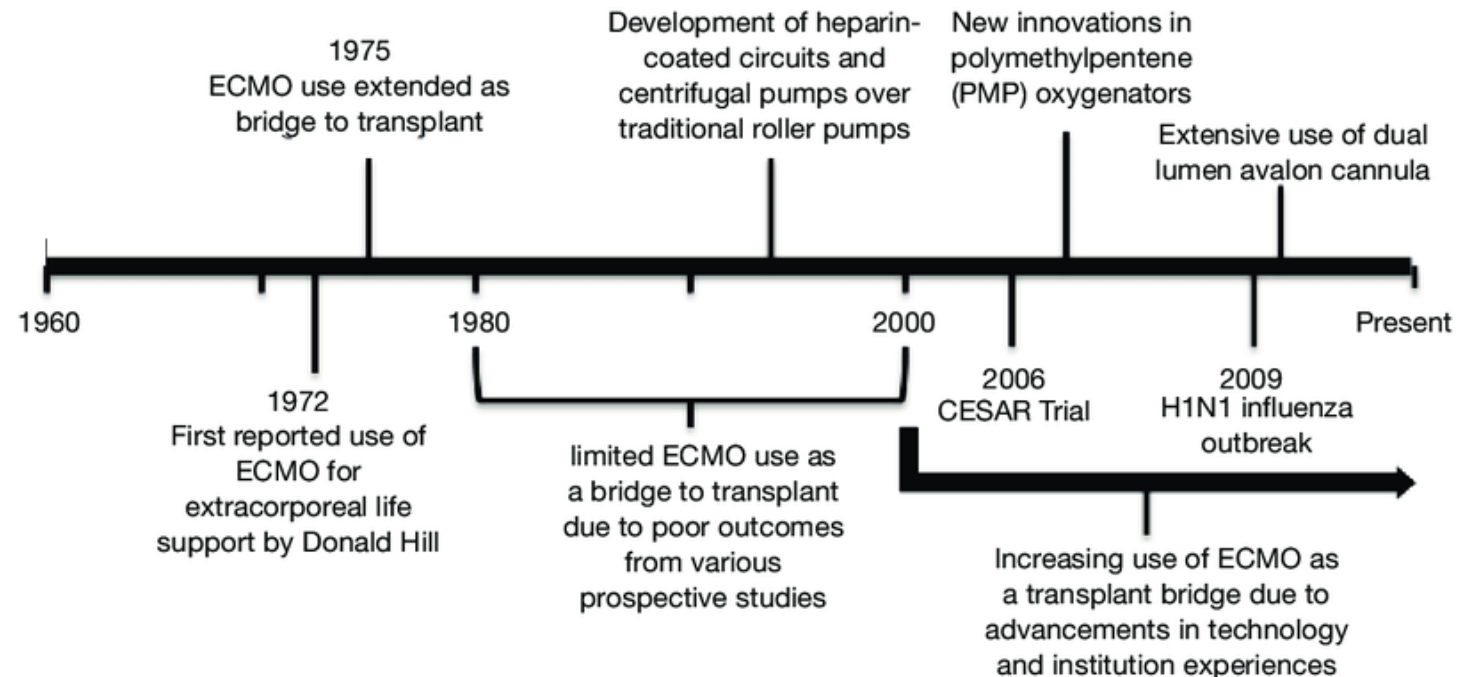 1975
ECMO use extended as
bridge to transplant
Development of heparin-
coated circuits and
centrifugal pumps over
traditional roller pumps
New innovations in
polymethylpentene
(PMP) oxygenators
Extensive use of dual
lumen avalon cannula
1960
1980
2000
Present
1972
First reported use of
ECMO for
extracorporeal life
support by Donald Hill
limited ECMO use as
a bridge to transplant
due to poor outcomes
from various
prospective studies
2006
CESAR Trial
2009
H1N1 influenza
outbreak
Increasing use of ECMO as
a transplant bridge due to
advancements in technology
and institution experiences